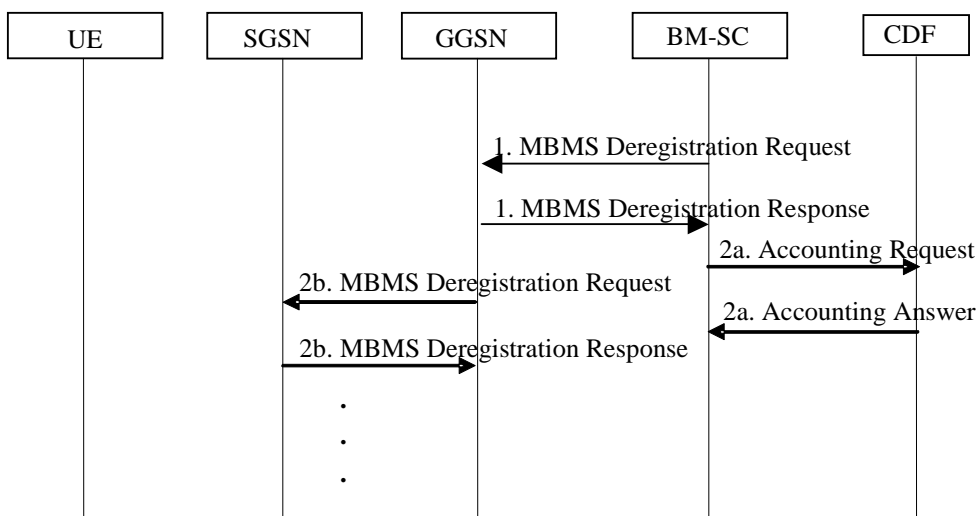 UE
SGSN
GGSN
BM-SC
CDF
1. MBMS Deregistration Request
1. MBMS Deregistration Response
2a. Accounting Request
2b. MBMS Deregistration Request
2a. Accounting Answer
2b. MBMS Deregistration Response
.
.
.